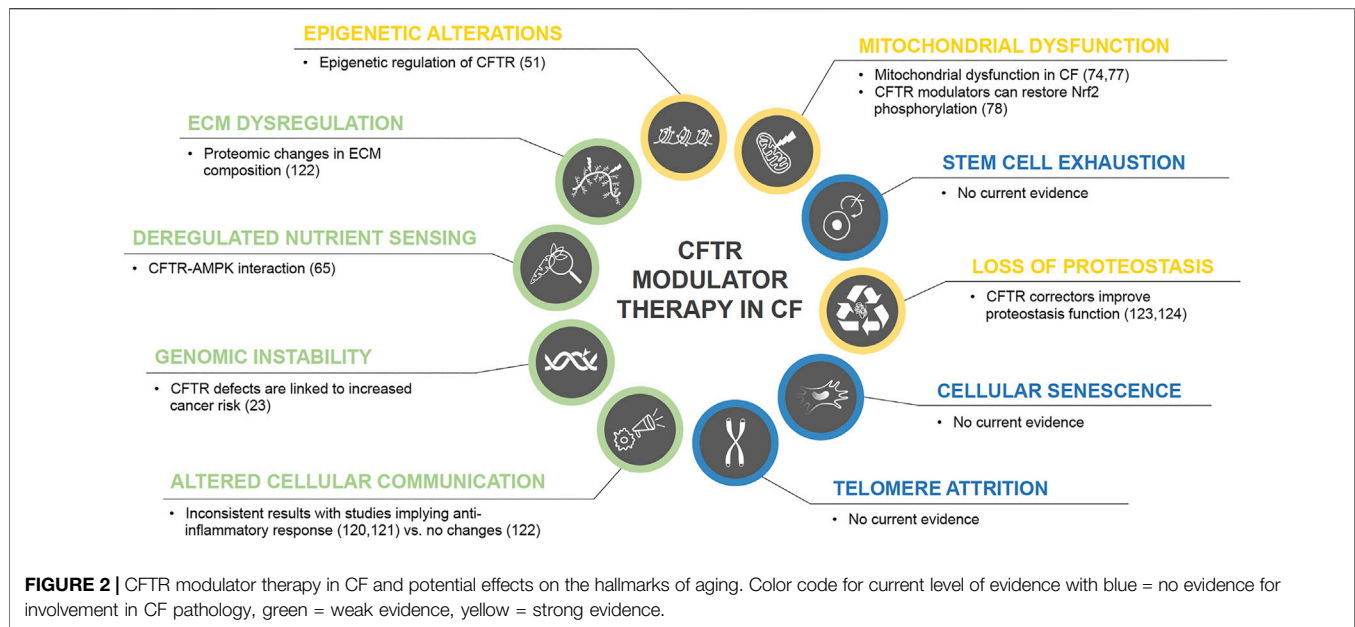 EPIGENETIC ALTERATIONS
• Epigenetic regulation of CFTR (51)
MITOCHONDRIAL DYSFUNCTION
• Mitochondrial dysfunction in CF (74,77)
• CFTR modulators can restore Nrf2
phosphorylation (78)
ECM DYSREGULATION
• Proteomic changes in ECM
composition (122)
STEM CELL EXHAUSTION
• No current evidence
DEREGULATED NUTRIENT SENSING
• CFTR-AMPK interaction (65)
CFTR
MODULATOR
THERAPY IN CF
LOSS OF PROTEOSTASIS
• CFTR correctors improve
proteostasis function (123,124)
GENOMIC INSTABILITY
• CFTR defects are linked to increased
cancer risk (23)
CELLULAR SENESCENCE
• No current evidence
ALTERED CELLULAR COMMUNICATION
• Inconsistent results with studies implying anti-
inflammatory response (120,121) vs. no changes (122)
TELOMERE ATTRITION
• No current evidence
FIGURE 2 | CFTR modulator therapy in CF and potential effects on the hallmarks of aging. Color code for current level of evidence with blue = no evidence for
involvement in CF pathology, green = weak evidence, yellow = strong evidence.